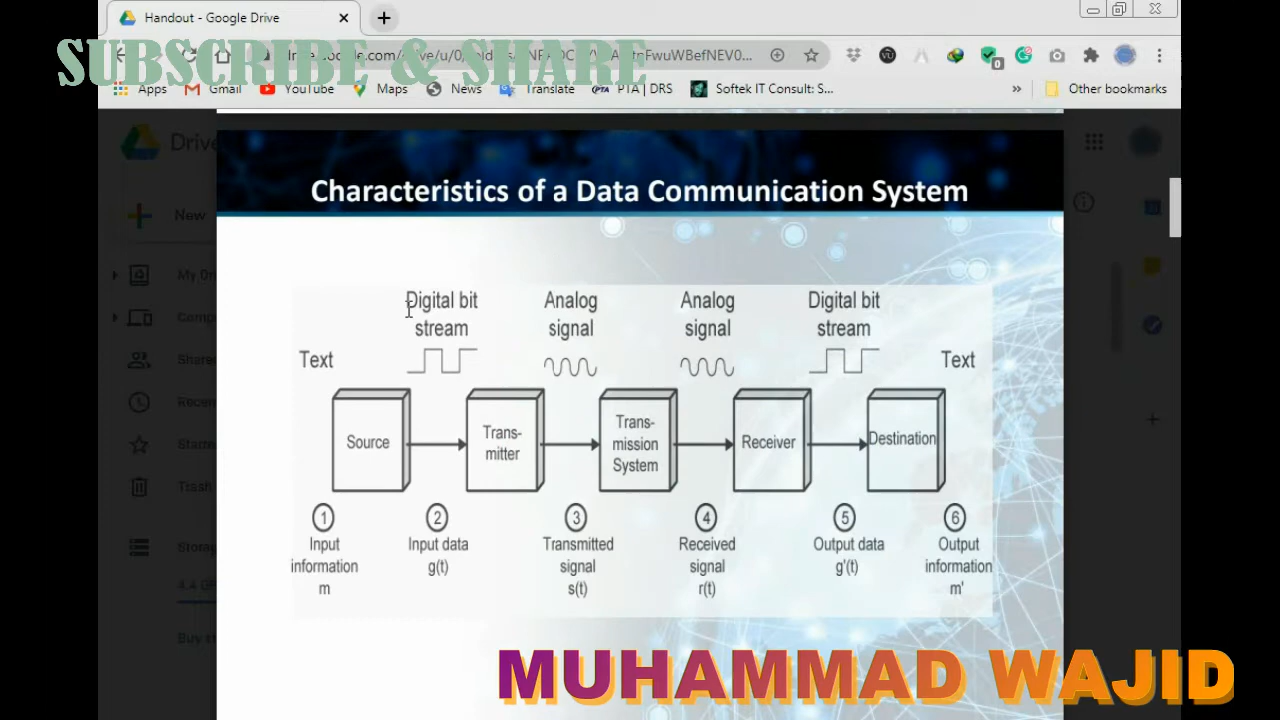 Handout - Google Drive
SUBSCRIBE & SHARE
Apps Gmail YouTube Maps News Translate PTA | DRS Softek IT Consult: S... » Other bookmarks
Drive
New
Characteristics of a Data Communication System
Digital bit stream
Analog signal
Analog signal
Digital bit stream
Text
Text
Source
Trans-
mitter
Trans-
mission
System
Receiver
Destination
1 2 3 4 5 6
Input
information
m
Input data
g(t)
Transmitted
signal
s(t)
Received
signal
r(t)
Output data
g'(t)
Output
information
m'
MUHAMMAD WAJID